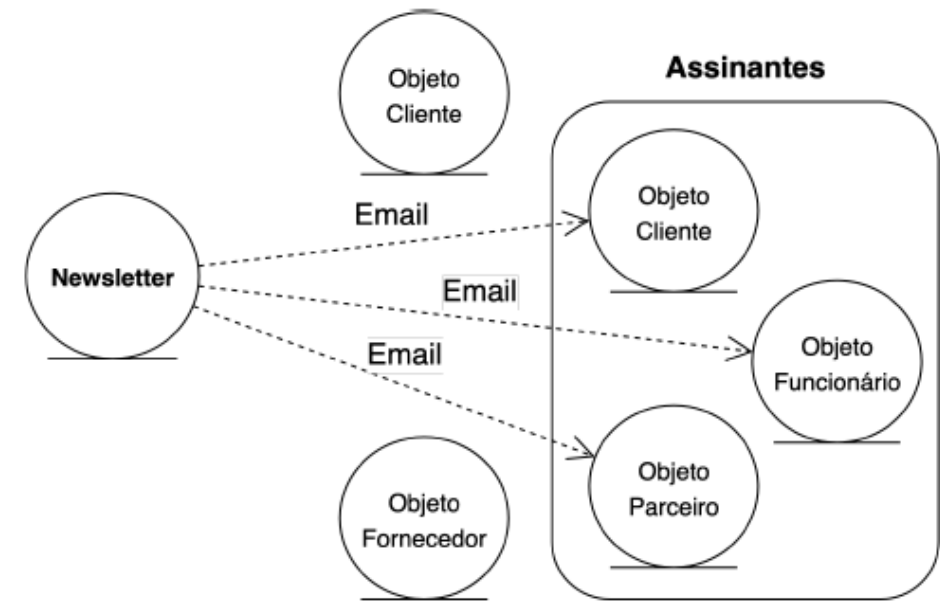 Objeto
Cliente
Assinantes
Objeto
Cliente
Email
Newsletter
Email
Email
Objeto
Funcionário
Objeto
Parceiro
Objeto
Fornecedor